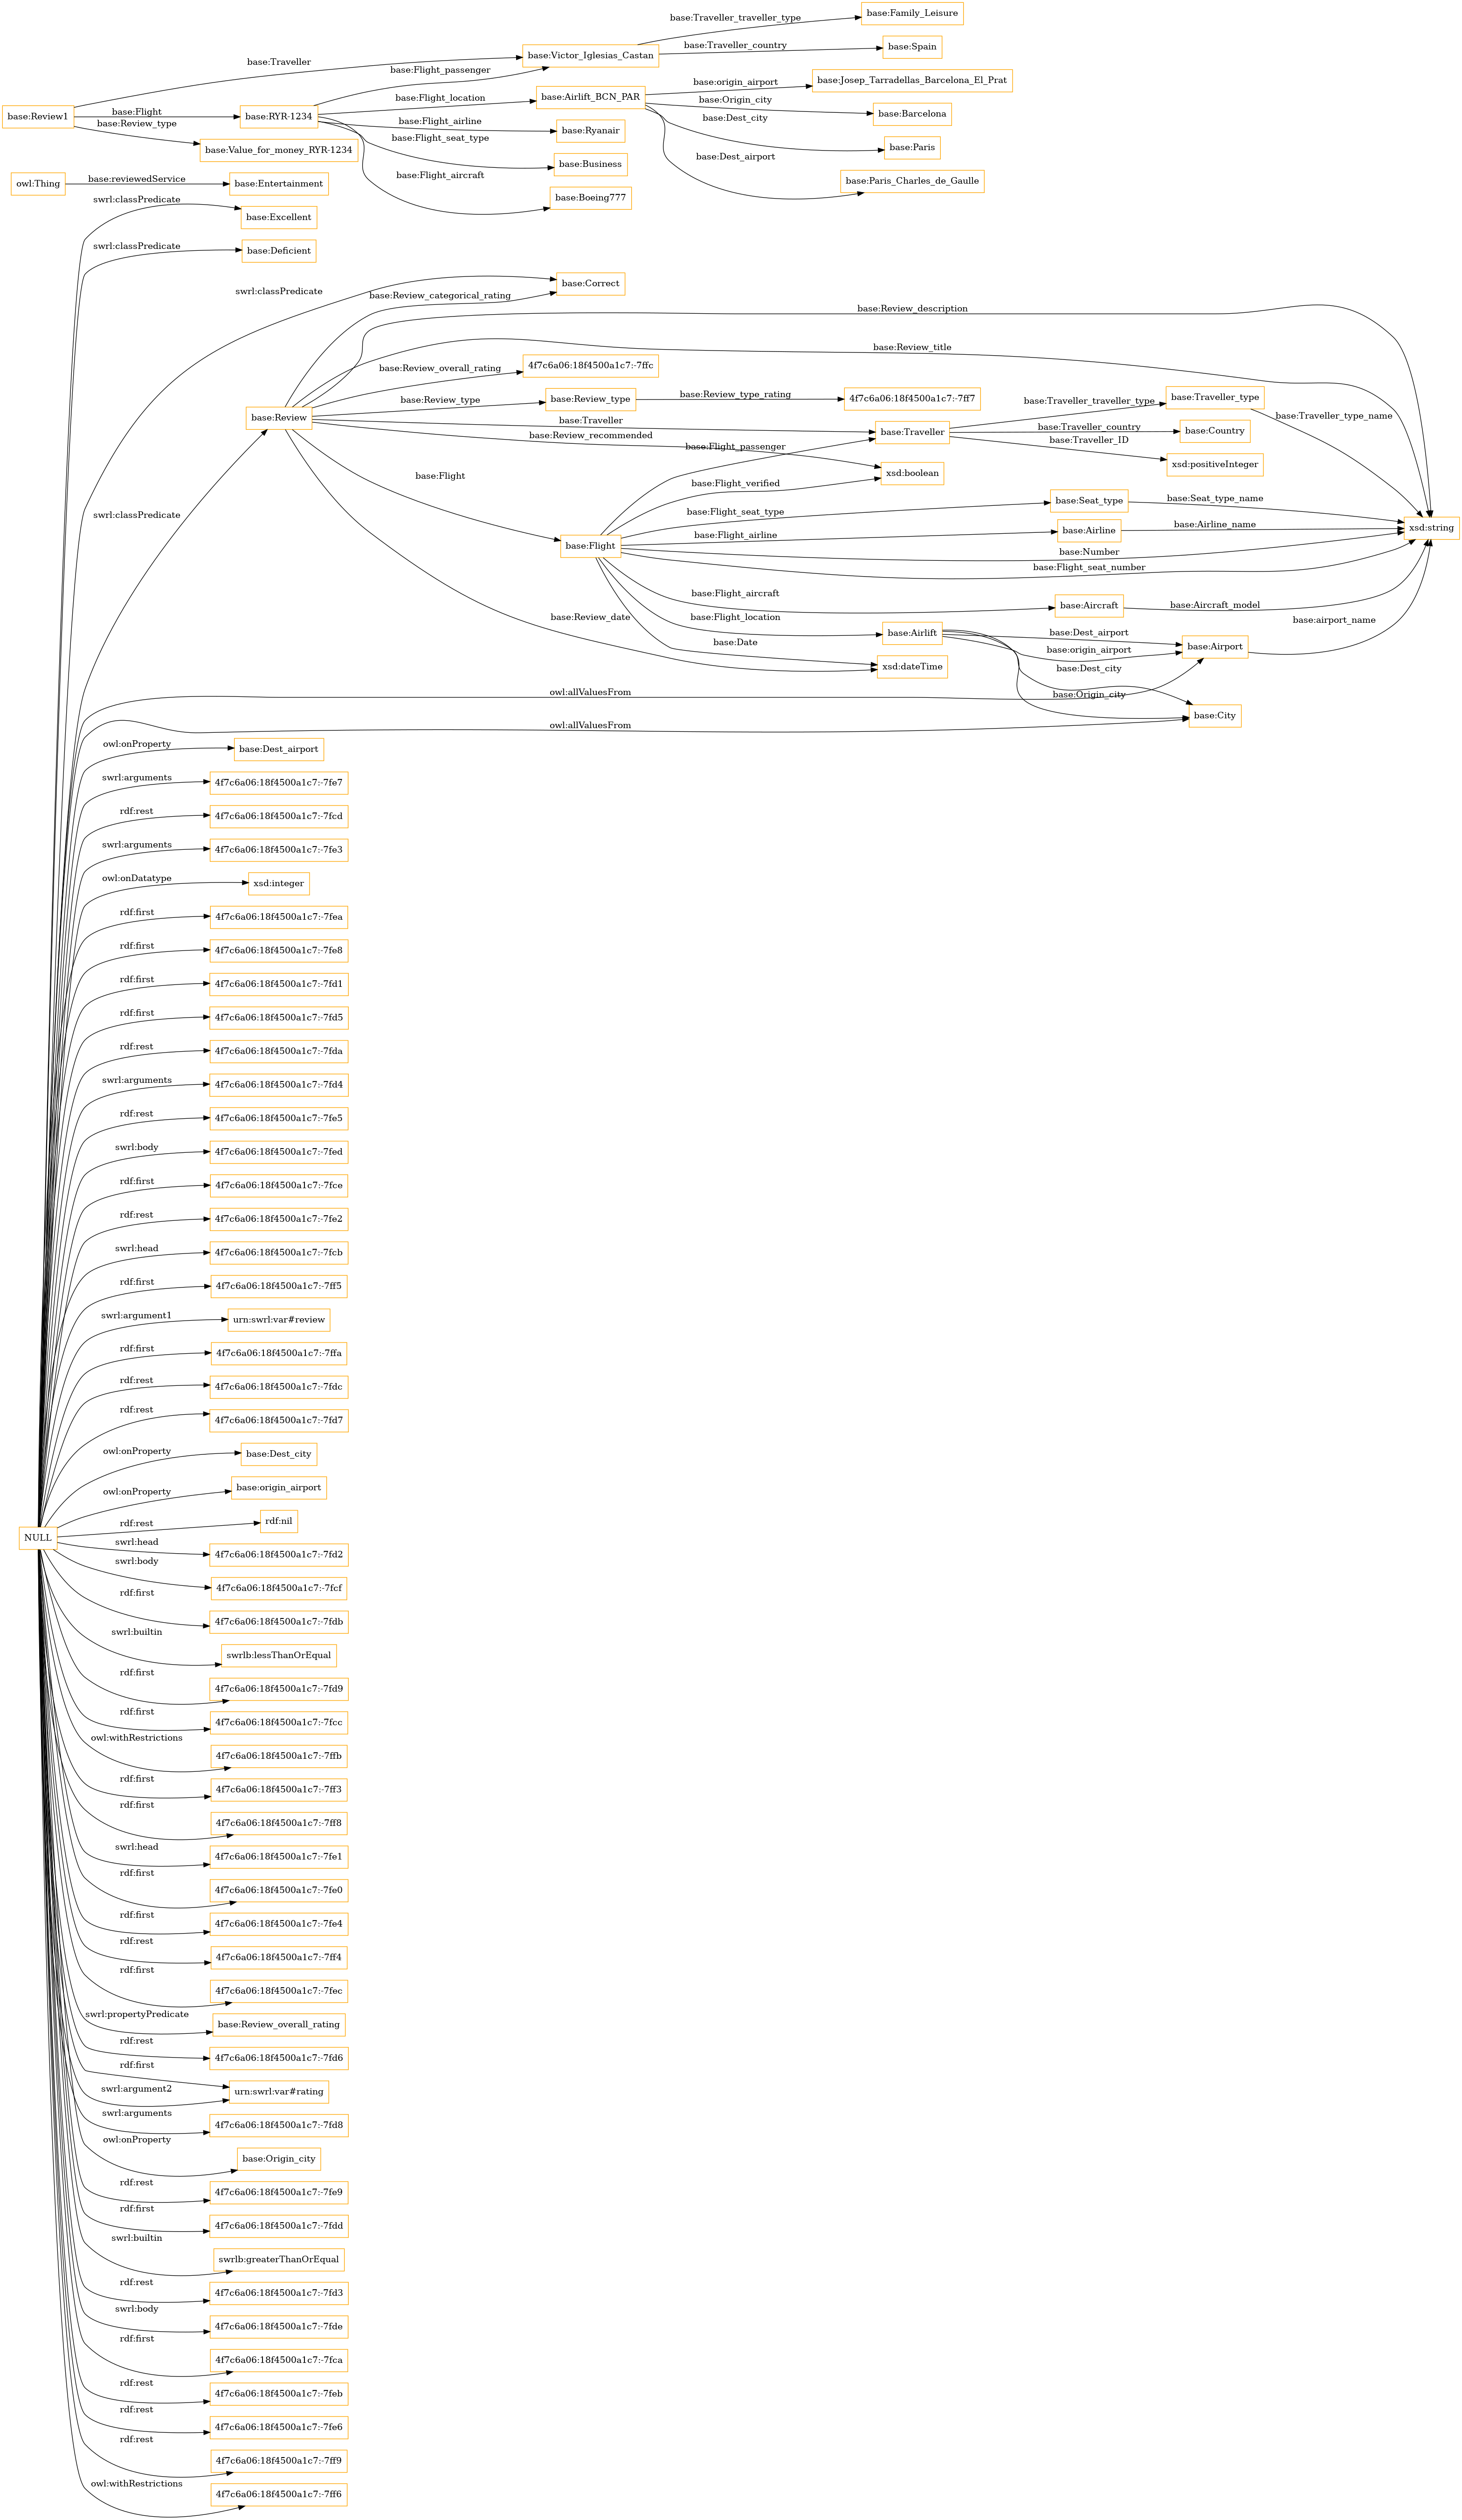 base:Family_Leisure
base:Traveller_traveller_type
base:Spain
base:Traveller_country
base:Victor_Iglesias_Castan
base:Traveller
base:Flight_passenger
base:Josep_Tarradellas_Barcelona_El_Prat
base:origin_airport
base:Airlift_BCN_PAR
base:Flight_location
base:Origin_city
base:Barcelona
base:Review1
base:Flight
base:RYR-1234
base:Dest_city
base:Review_type
base:Flight_airline
base:Ryanair
base:Flight_seat_type
base:Paris
base:Value_for_money_RYR-1234
base:Business
base:Dest_airport
base:Flight_aircraft
base:Paris_Charles_de_Gaulle
owl:Thing
base:reviewedService
base:Entertainment
base:Boeing777
swrl:classPredicate
base:Excellent
swrl:classPredicate
base:Deficient
swrl:classPredicate
base:Correct
base:Review_categorical_rating
base:Review_description
base:Review_title
base:Review_overall_rating
4f7c6a06:18f4500a1c7:-7ffc
base:Review_type
base:Review_type
base:Review_type_rating
4f7c6a06:18f4500a1c7:-7ff7
base:Traveller_traveller_type
base:Traveller_type
base:Review
base:Traveller
base:Traveller
base:Traveller_type_name
base:Traveller_country
base:Country
base:Review_recommended
base:Flight_passenger
base:Traveller_ID
xsd:positiveInteger
base:Flight
xsd:boolean
base:Flight_verified
base:Flight_seat_type
base:Seat_type
base:Seat_type_name
swrl:classPredicate
xsd:string
base:Flight_airline
base:Airline
base:Airline_name
base:Flight
base:Number
base:Flight_seat_number
base:Flight_aircraft
base:Aircraft
base:Aircraft_model
base:Review_date
base:Flight_location
base:Airlift
base:Dest_airport
base:airport_name
base:Date
base:origin_airport
base:Airport
xsd:dateTime
base:Dest_city
owl:allValuesFrom
base:Origin_city
base:City
owl:allValuesFrom
owl:onProperty
base:Dest_airport
swrl:arguments
4f7c6a06:18f4500a1c7:-7fe7
rdf:rest
4f7c6a06:18f4500a1c7:-7fcd
swrl:arguments
4f7c6a06:18f4500a1c7:-7fe3
owl:onDatatype
xsd:integer
rdf:first
4f7c6a06:18f4500a1c7:-7fea
rdf:first
4f7c6a06:18f4500a1c7:-7fe8
rdf:first
4f7c6a06:18f4500a1c7:-7fd1
rdf:first
4f7c6a06:18f4500a1c7:-7fd5
rdf:rest
4f7c6a06:18f4500a1c7:-7fda
swrl:arguments
4f7c6a06:18f4500a1c7:-7fd4
rdf:rest
4f7c6a06:18f4500a1c7:-7fe5
swrl:body
4f7c6a06:18f4500a1c7:-7fed
rdf:first
4f7c6a06:18f4500a1c7:-7fce
rdf:rest
4f7c6a06:18f4500a1c7:-7fe2
swrl:head
4f7c6a06:18f4500a1c7:-7fcb
rdf:first
4f7c6a06:18f4500a1c7:-7ff5
swrl:argument1
urn:swrl:var#review
rdf:first
4f7c6a06:18f4500a1c7:-7ffa
rdf:rest
4f7c6a06:18f4500a1c7:-7fdc
rdf:rest
4f7c6a06:18f4500a1c7:-7fd7
owl:onProperty
base:Dest_city
owl:onProperty
base:origin_airport
NULL
rdf:rest
rdf:nil
swrl:head
4f7c6a06:18f4500a1c7:-7fd2
swrl:body
4f7c6a06:18f4500a1c7:-7fcf
rdf:first
4f7c6a06:18f4500a1c7:-7fdb
swrl:builtin
swrlb:lessThanOrEqual
rdf:first
4f7c6a06:18f4500a1c7:-7fd9
rdf:first
4f7c6a06:18f4500a1c7:-7fcc
owl:withRestrictions
4f7c6a06:18f4500a1c7:-7ffb
rdf:first
4f7c6a06:18f4500a1c7:-7ff3
rdf:first
4f7c6a06:18f4500a1c7:-7ff8
swrl:head
4f7c6a06:18f4500a1c7:-7fe1
rdf:first
4f7c6a06:18f4500a1c7:-7fe0
rdf:first
4f7c6a06:18f4500a1c7:-7fe4
rdf:rest
4f7c6a06:18f4500a1c7:-7ff4
rdf:first
4f7c6a06:18f4500a1c7:-7fec
swrl:propertyPredicate
base:Review_overall_rating
rdf:rest
4f7c6a06:18f4500a1c7:-7fd6
rdf:first
swrl:argument2
urn:swrl:var#rating
swrl:arguments
4f7c6a06:18f4500a1c7:-7fd8
owl:onProperty
base:Origin_city
rdf:rest
4f7c6a06:18f4500a1c7:-7fe9
rdf:first
4f7c6a06:18f4500a1c7:-7fdd
swrl:builtin
swrlb:greaterThanOrEqual
rdf:rest
4f7c6a06:18f4500a1c7:-7fd3
swrl:body
4f7c6a06:18f4500a1c7:-7fde
rdf:first
4f7c6a06:18f4500a1c7:-7fca
rdf:rest
4f7c6a06:18f4500a1c7:-7feb
rdf:rest
4f7c6a06:18f4500a1c7:-7fe6
rdf:rest
4f7c6a06:18f4500a1c7:-7ff9
owl:withRestrictions
4f7c6a06:18f4500a1c7:-7ff6